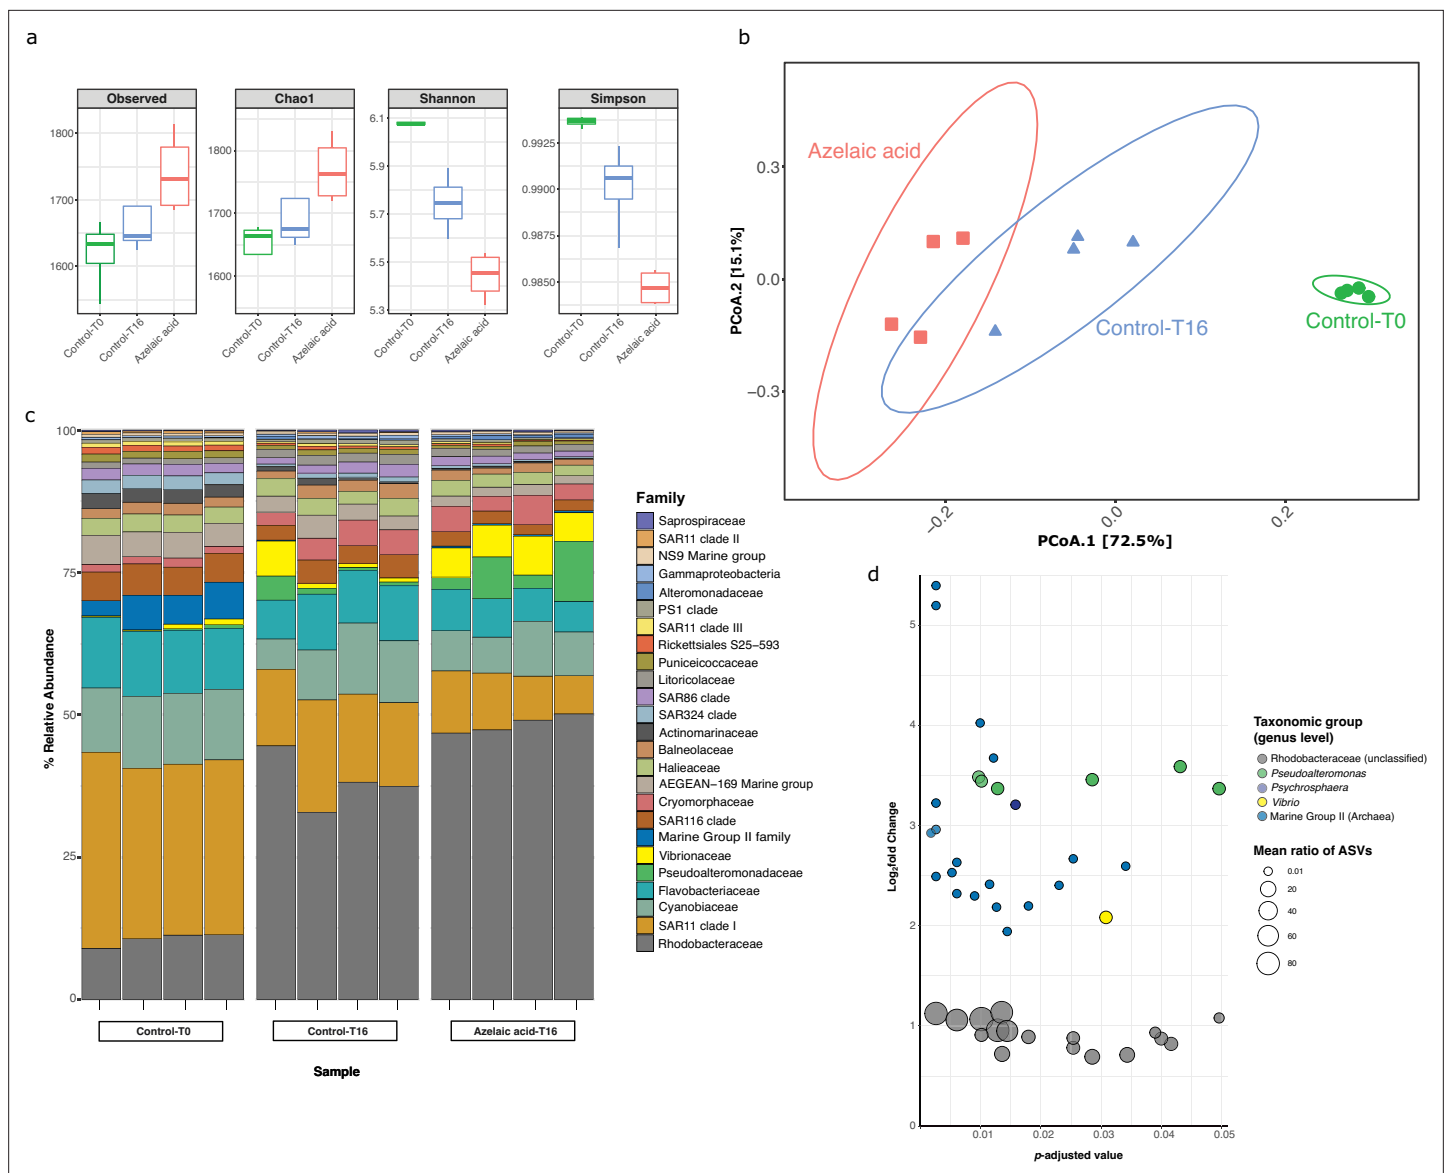 a
Observed
Chao1
Shannon
Simpson
1800
1700
1600
1800
1700
1600
6.1
5.9
5.7
5.5
5.3
0.9925
0.9900
0.9875
0.9850
Control-T0
Control-T16
Azelaic acid
Control-T0
Control-T16
Azelaic acid
Control-T0
Control-T16
Azelaic acid
Control-T0
Control-T16
Azelaic acid
b
PCoA.2 [15.1%]
0.3
0.0
−0.3
Azelaic acid
Control-T16
Control-T0
−0.2
0.0
0.2
PCoA.1 [72.5%]
c
% Relative Abundance
100
75
50
25
0
Control-T0
Control-T16
Azelaic acid-T16
Sample
Family
Saprospiraceae
SAR11 clade II
NS9 Marine group
Gammaproteobacteria
Alteromonadaceae
PS1 clade
SAR11 clade III
Rickettsiales S25−593
Puniceicoccaceae
Litoricolaceae
SAR86 clade
SAR324 clade
Actinomarinaceae
Balneolaceae
Halieaceae
AEGEAN−169 Marine group
Cryomorphaceae
SAR116 clade
Marine Group II family
Vibrionaceae
Pseudoalteromonadaceae
Flavobacteriaceae
Cyanobiaceae
SAR11 clade I
Rhodobacteraceae
d
Log2fold Change
5
4
3
2
1
0
0.01
0.02
0.03
0.04
0.05
p-adjusted value
Taxonomic group
(genus level)
Rhodobacteraceae (unclassified)
Pseudoalteromonas
Psychrosphaera
Vibrio
Marine Group II (Archaea)
Mean ratio of ASVs
0.01
20
40
60
80